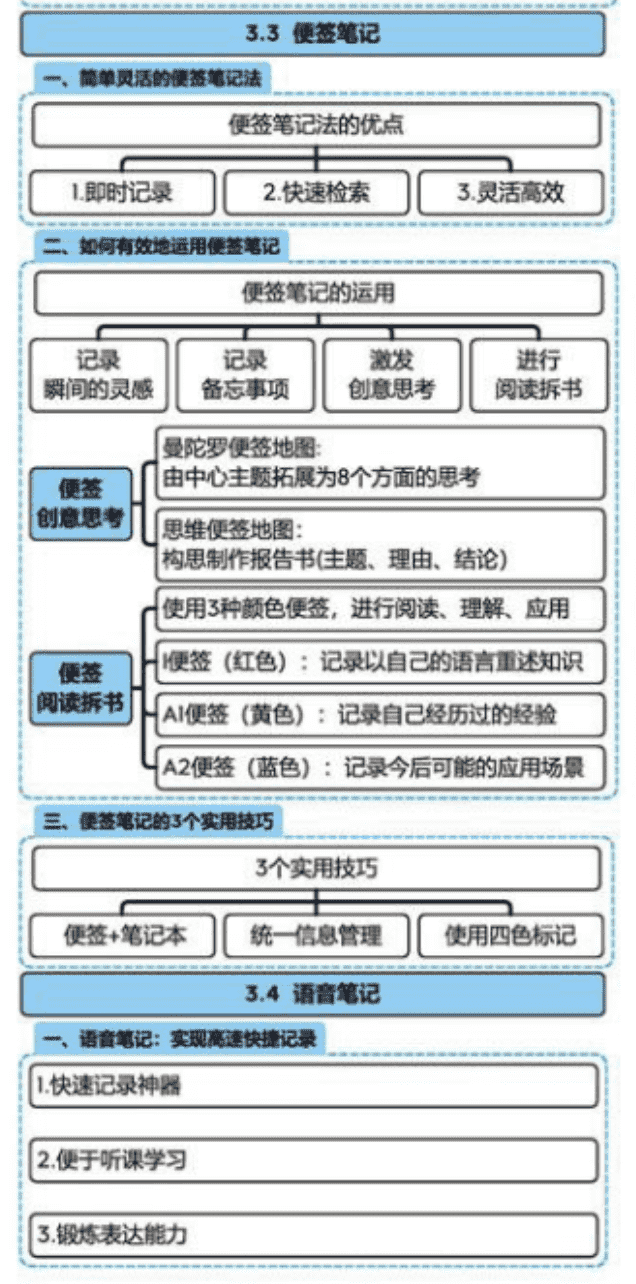 3.3 便签笔记
一、简单灵活的便签笔记法
便签笔记法的优点
1.即时记录
2.快速检索
3.灵活高效
二、如何有效地运用便签笔记
便签笔记的运用
记录
瞬间的灵感
记录
备忘事项
激发
创意思考
进行
阅读拆书
便签
创意思考
曼陀罗便签地图:
由中心主题拓展为8个方面的思考
思维便签地图:
构思制作报告书(主题、理由、结论)
便签
阅读拆书
使用3种颜色便签，进行阅读、理解、应用
I便签（红色）：记录以自己的语言重述知识
A1便签（黄色）：记录自己经历过的经验
A2便签（蓝色）：记录今后可能的应用场景
三、便签笔记的3个实用技巧
3个实用技巧
便签+笔记本
统一信息管理
使用四色标记
3.4 语音笔记
一、语音笔记：实现高速快捷记录
1.快速记录神器
2.便于听课学习
3.锻炼表达能力